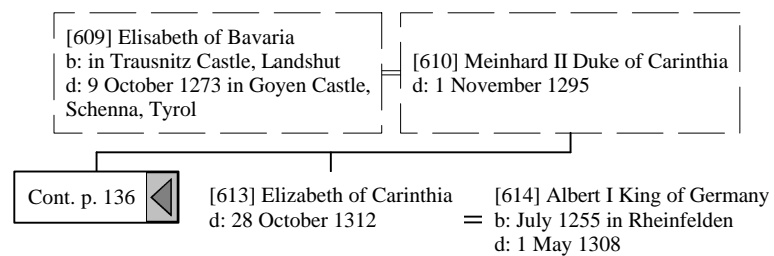 [609] Elisabeth of Bavaria
b: in Trausnitz Castle, Landshut
d: 9 October 1273 in Goyen Castle,
Schenna, Tyrol
[610] Meinhard II Duke of Carinthia
d: 1 November 1295
Cont. p. 136
[613] Elizabeth of Carinthia
d: 28 October 1312
=
[614] Albert I King of Germany
b: July 1255 in Rheinfelden
d: 1 May 1308